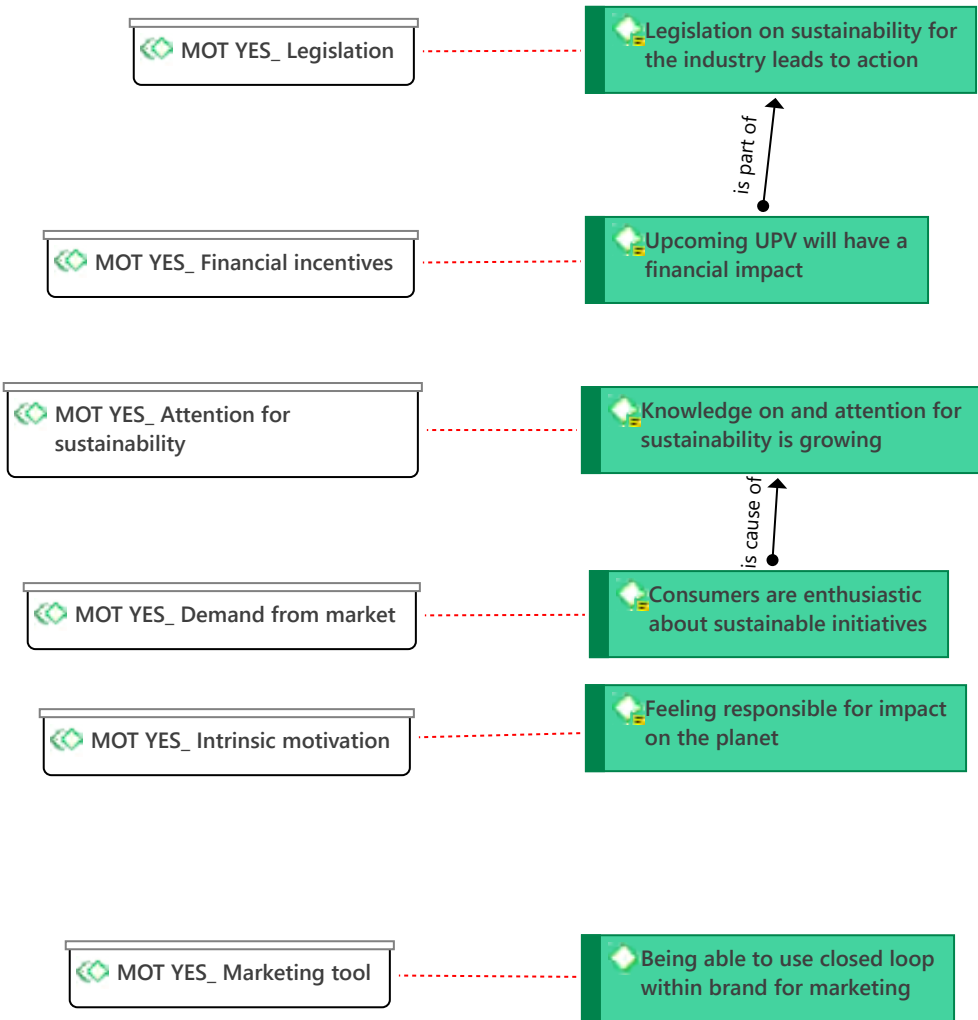 MOT YES_ Legislation
Legislation on sustainability for
the industry leads to action
is part of
MOT YES_ Financial incentives
Upcoming UPV will have a
financial impact
MOT YES_ Attention for
sustainability
Knowledge on and attention for
sustainability is growing
is cause of
MOT YES_ Demand from market
Consumers are enthusiastic
about sustainable initiatives
MOT YES_ Intrinsic motivation
Feeling responsible for impact
on the planet
MOT YES_ Marketing tool
Being able to use closed loop
within brand for marketing